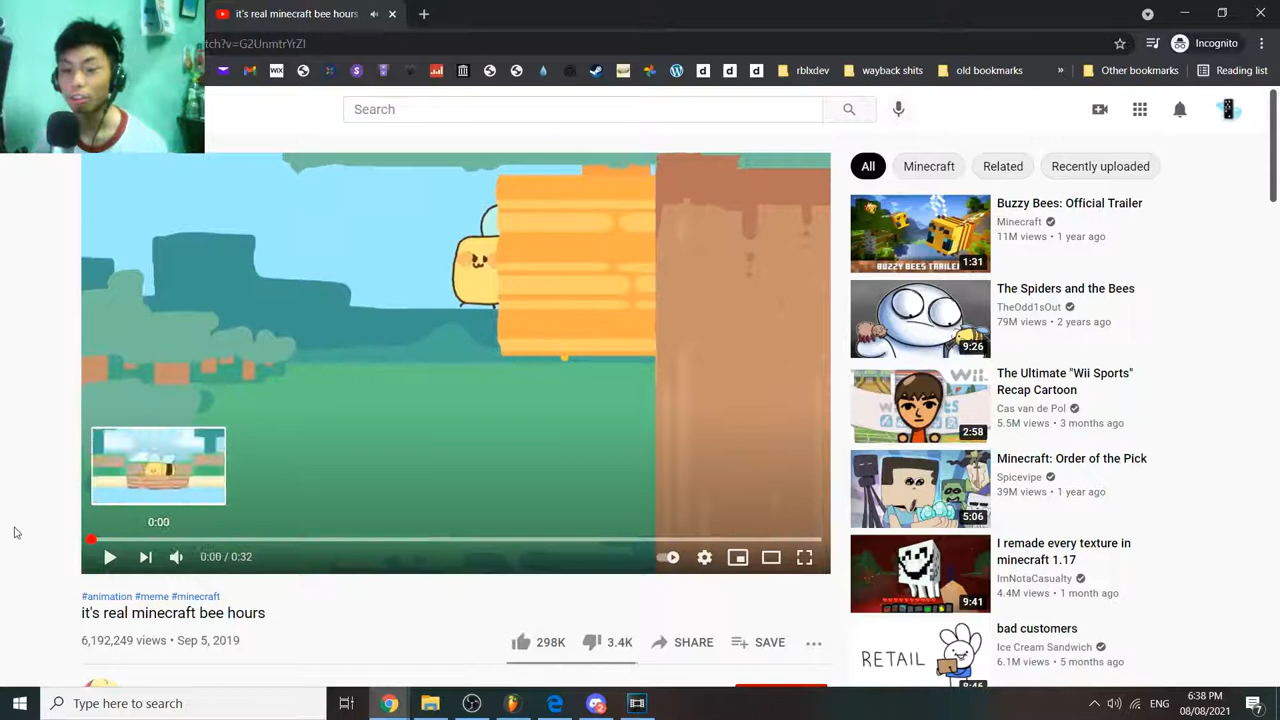 it's real minecraft bee hours
tch?v=G2UnmtrYrZI
Incognito
WIX
rblxdev
wayback shits
old bookmarks
»
Other bookmarks
Reading list
Search
All
Minecraft
Related
Recently uploaded
BUZZY BEES TRAILER
1:31
Buzzy Bees: Official Trailer
Minecraft
11M views • 1 year ago
9:26
The Spiders and the Bees
TheOdd1sOut
79M views • 2 years ago
Wii
2:58
The Ultimate "Wii Sports"
Recap Cartoon
Cas van de Pol
5.5M views • 3 months ago
5:06
Minecraft: Order of the Pick
Spicevipe
39M views • 1 year ago
9:41
I remade every texture in
minecraft 1.17
ImNotaCasualty
4.4M views • 1 month ago
RETAIL
bad customers
Ice Cream Sandwich
6.1M views • 5 months ago
0:00
0:00 / 0:32
#animation #meme #minecraft
it's real minecraft bee hours
6,192,249 views • Sep 5, 2019
298K
3.4K
SHARE
SAVE
Type here to search
ENG
6:38 PM
08/08/2021
7